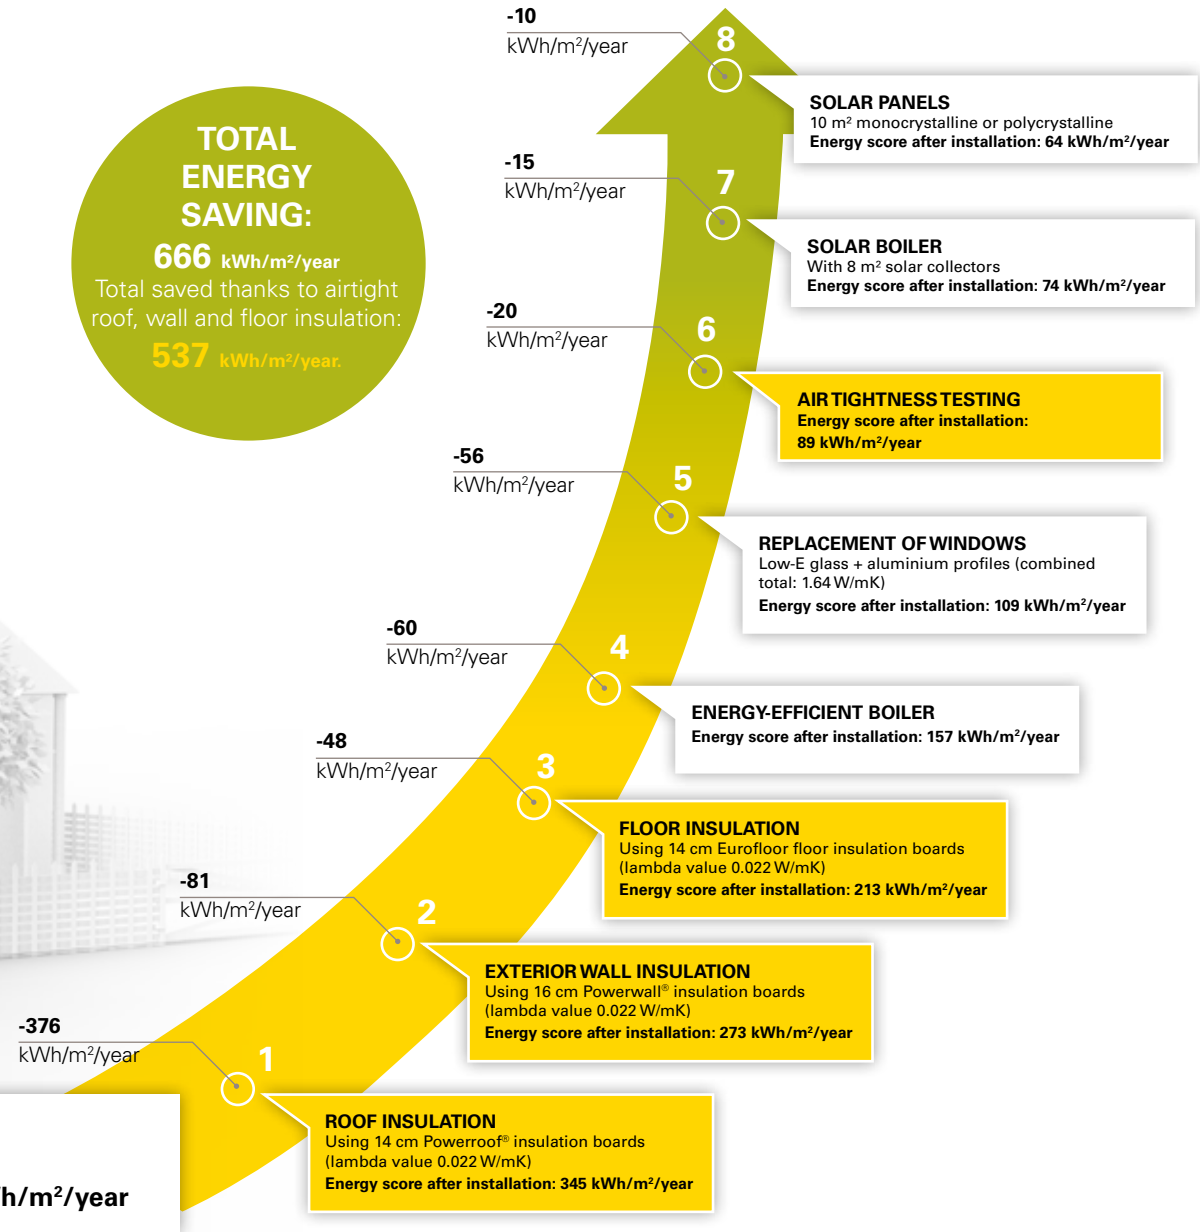 TOTAL
ENERGY
SAVING:
666 kWh/m²/year
Total saved thanks to airtight
roof, wall and floor insulation:
537 kWh/m²/year.
-10
kWh/m²/year
8
SOLAR PANELS
10 m² monocrystalline or polycrystalline
Energy score after installation: 64 kWh/m²/year
-15
kWh/m²/year
7
SOLAR BOILER
With 8 m² solar collectors
Energy score after installation: 74 kWh/m²/year
-20
kWh/m²/year
6
AIR TIGHTNESS TESTING
Energy score after installation:
89 kWh/m²/year
-56
kWh/m²/year
5
REPLACEMENT OF WINDOWS
Low-E glass + aluminium profiles (combined
total: 1.64 W/mK)
Energy score after installation: 109 kWh/m²/year
-60
kWh/m²/year
4
ENERGY-EFFICIENT BOILER
Energy score after installation: 157 kWh/m²/year
-48
kWh/m²/year
3
FLOOR INSULATION
Using 14 cm Eurofloor floor insulation boards
(lambda value 0.022 W/mK)
Energy score after installation: 213 kWh/m²/year
-81
kWh/m²/year
2
EXTERIOR WALL INSULATION
Using 16 cm Powerwall® insulation boards
(lambda value 0.022 W/mK)
Energy score after installation: 273 kWh/m²/year
-376
kWh/m²/year
1
ROOF INSULATION
Using 14 cm Powerroof® insulation boards
(lambda value 0.022 W/mK)
Energy score after installation: 345 kWh/m²/year
h/m²/year